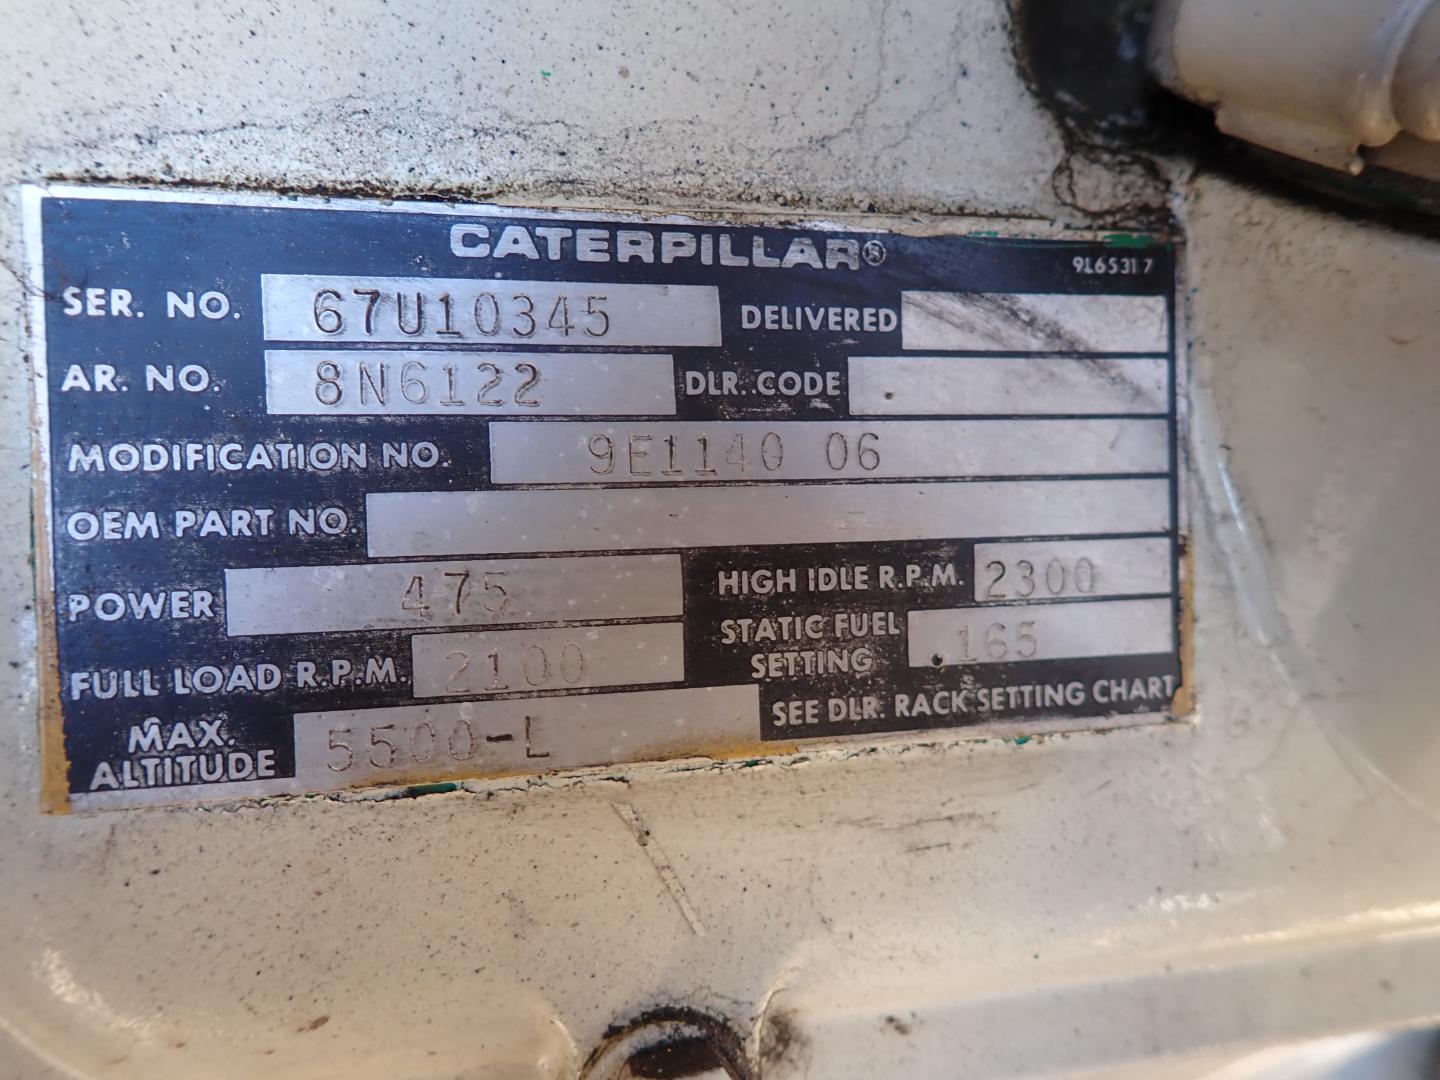 CATERPILLAR®
9L6531 7
SER. NO. 67U10345 DELIVERED
AR. NO. 8N6122 DLR. CODE
MODIFICATION NO. 9E1140 06
OEM PART NO.
POWER 475 HIGH IDLE R.P.M. 2300
FULL LOAD R.P.M. 2100 STATIC FUEL SETTING .165
MAX. ALTITUDE 5500-L SEE DLR. RACK SETTING CHART